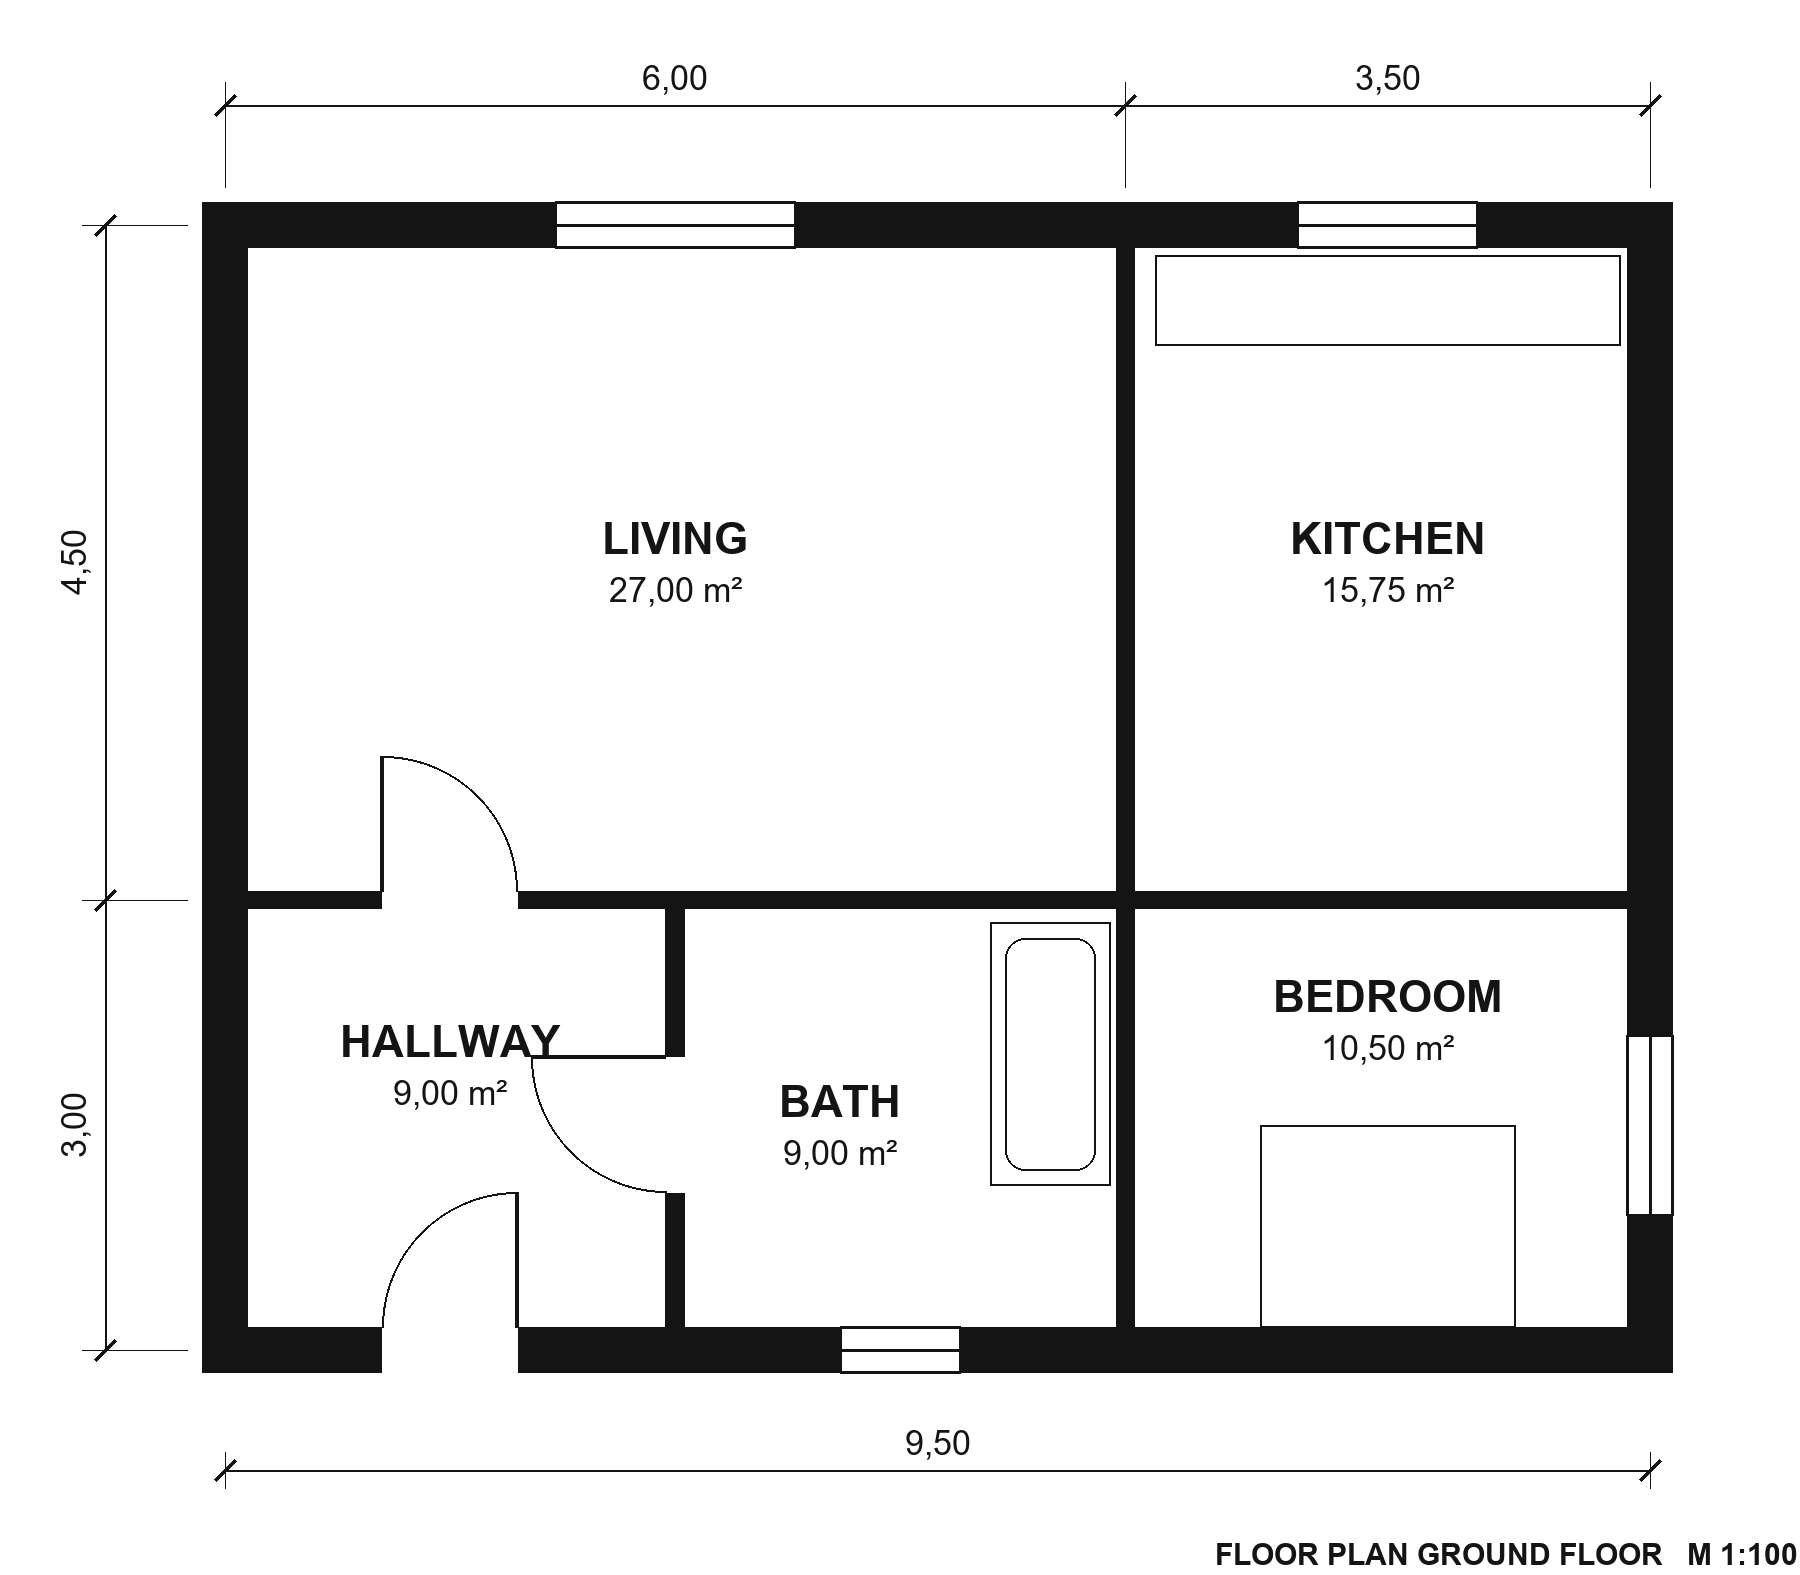 6,00
3,50
4,50
LIVING
27,00 m²
KITCHEN
15,75 m²
3,00
HALLWAY
9,00 m²
BATH
9,00 m²
BEDROOM
10,50 m²
9,50
FLOOR PLAN GROUND FLOOR M 1:100